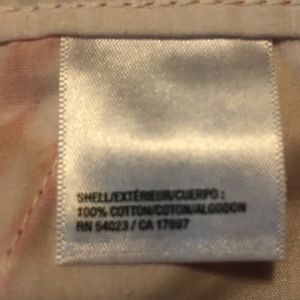 SHELL/EXTÉRIEUR/CUERPO :
100% COTTON/COTON/ALGODON
RN 54023 / CA 17897